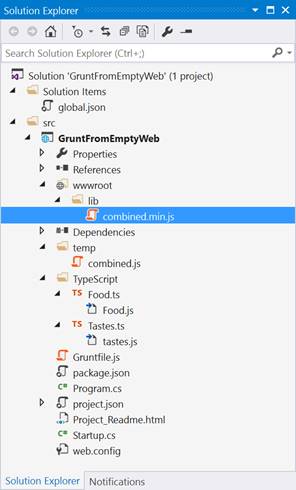 Solution Explorer
Search Solution Explorer (Ctrl+;)
Solution 'GruntFromEmptyWeb' (1 project)
Solution Items
global.json
src
GruntFromEmptyWeb
Properties
References
wwwroot
lib
combined.min.js
Dependencies
temp
combined.js
TypeScript
TS Food.ts
Food.js
TS Tastes.ts
tastes.js
Gruntfile.js
package.json
C# Program.cs
project.json
Project_Readme.html
C# Startup.cs
web.config
Solution Explorer Notifications